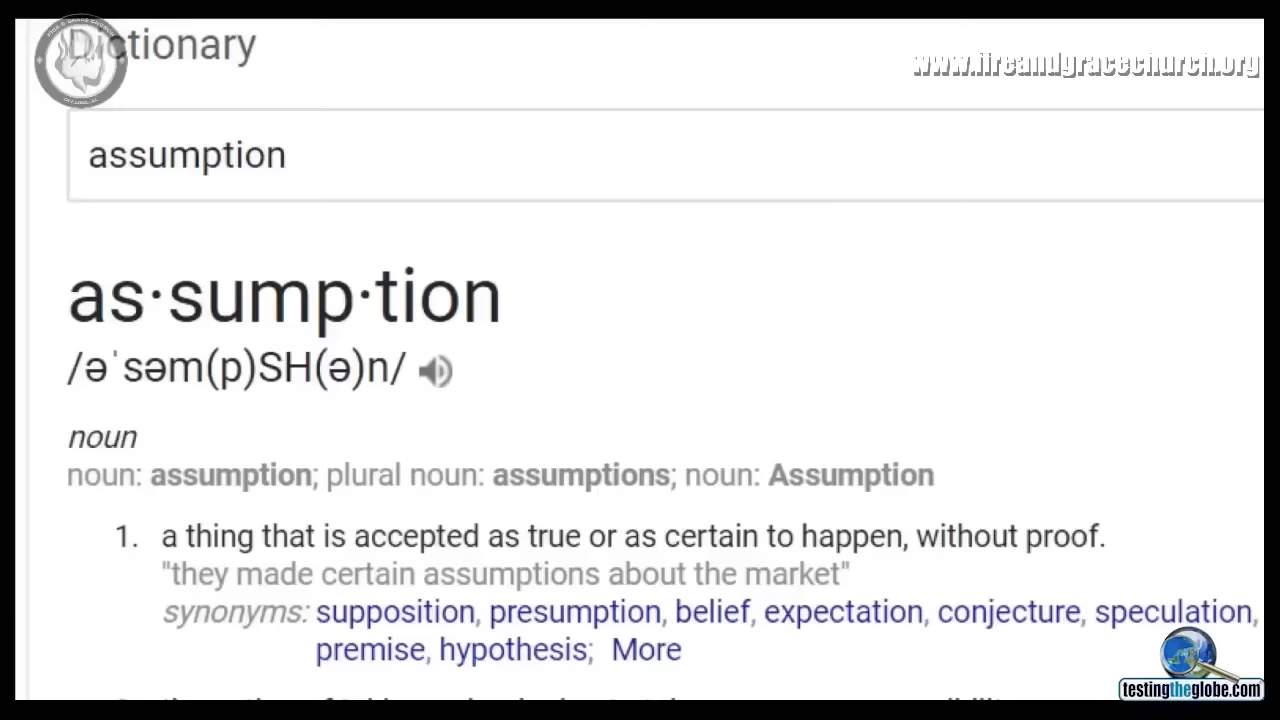 Dictionary
www.fireandgracechurch.org
assumption
as·sump·tion
/əˈsəm(p)SH(ə)n/
noun
noun: assumption; plural noun: assumptions; noun: Assumption
1. a thing that is accepted as true or as certain to happen, without proof.
"they made certain assumptions about the market"
synonyms: supposition, presumption, belief, expectation, conjecture, speculation,
premise, hypothesis; More
testingtheglobe.com